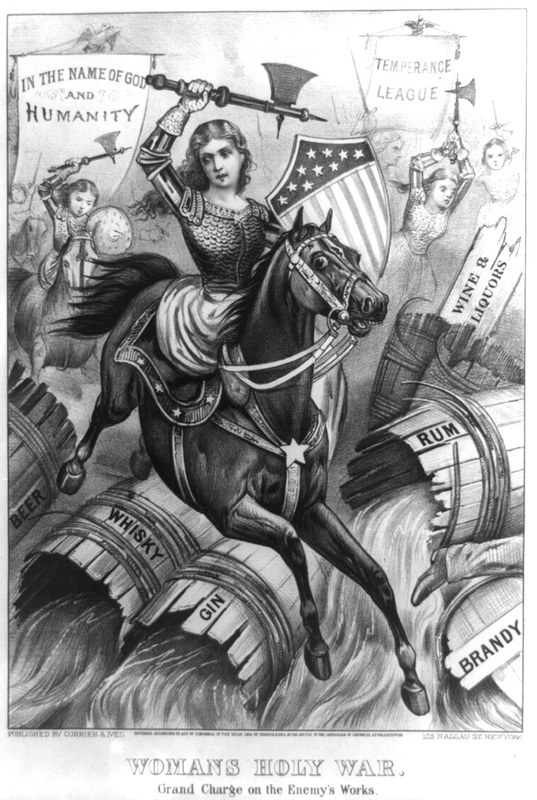 IN THE NAME OF GOD
AND
HUMANITY
TEMPERANCE
LEAGUE
WINE &
LIQUORS
RUM
BEER
WHISKY
GIN
BRANDY
PUBLISHED BY CURRIER & IVES
125 NASSAU ST. NEW YORK
WOMANS HOLY WAR.
Grand Charge on the Enemy's Works.